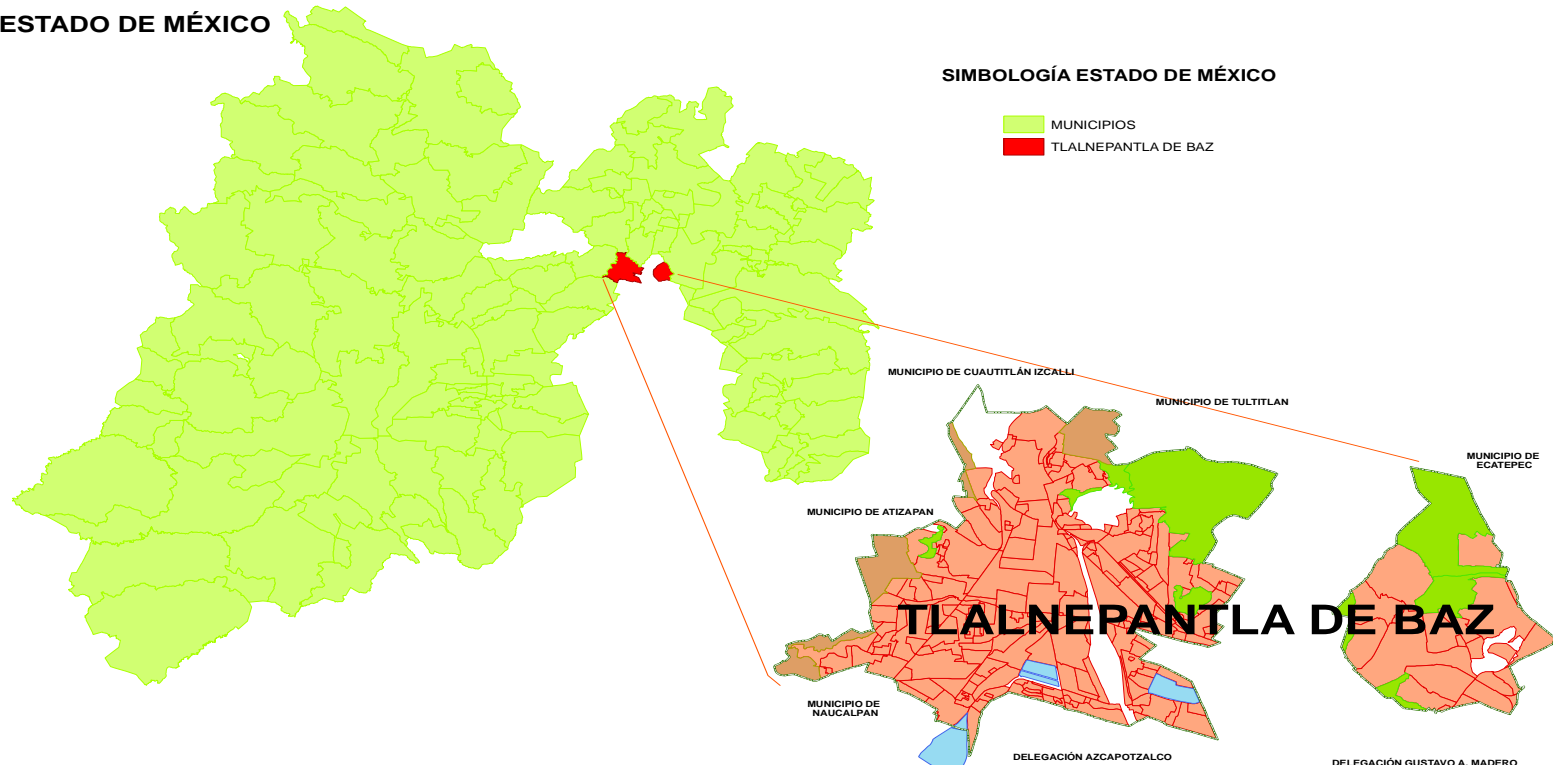 ESTADO DE MÉXICO
SIMBOLOGÍA ESTADO DE MÉXICO
MUNICIPIOS
TLALNEPANTLA DE BAZ
MUNICIPIO DE CUAUTITLÁN IZCALLI
MUNICIPIO DE TULTITLAN
MUNICIPIO DE
ECATEPEC
MUNICIPIO DE ATIZAPAN
TLALNEPANTLA DE BAZ
MUNICIPIO DE
NAUCALPAN
DELEGACIÓN AZCAPOTZALCO
DELEGACIÓN GUSTAVO A. MADERO